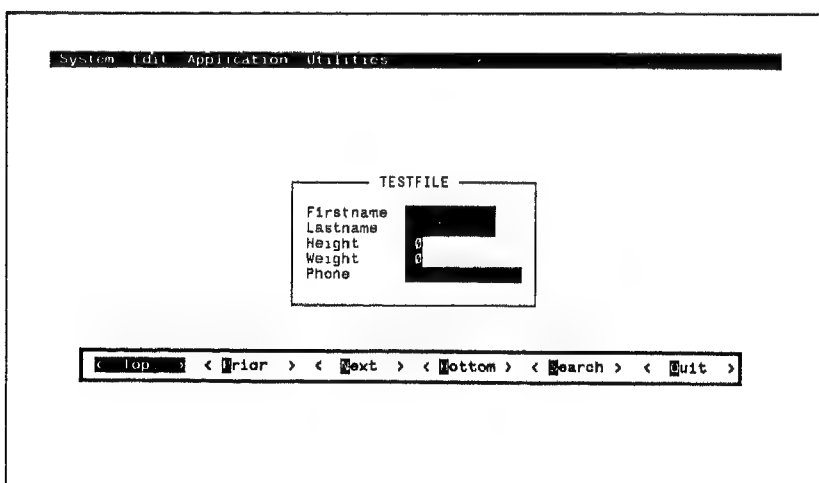 System Edit Application Utilities
TESTFILE
Firstname
Lastname
Height 0
Weight 0
Phone
< Top > < Prior > < Next > < Bottom > < Search > < Quit >